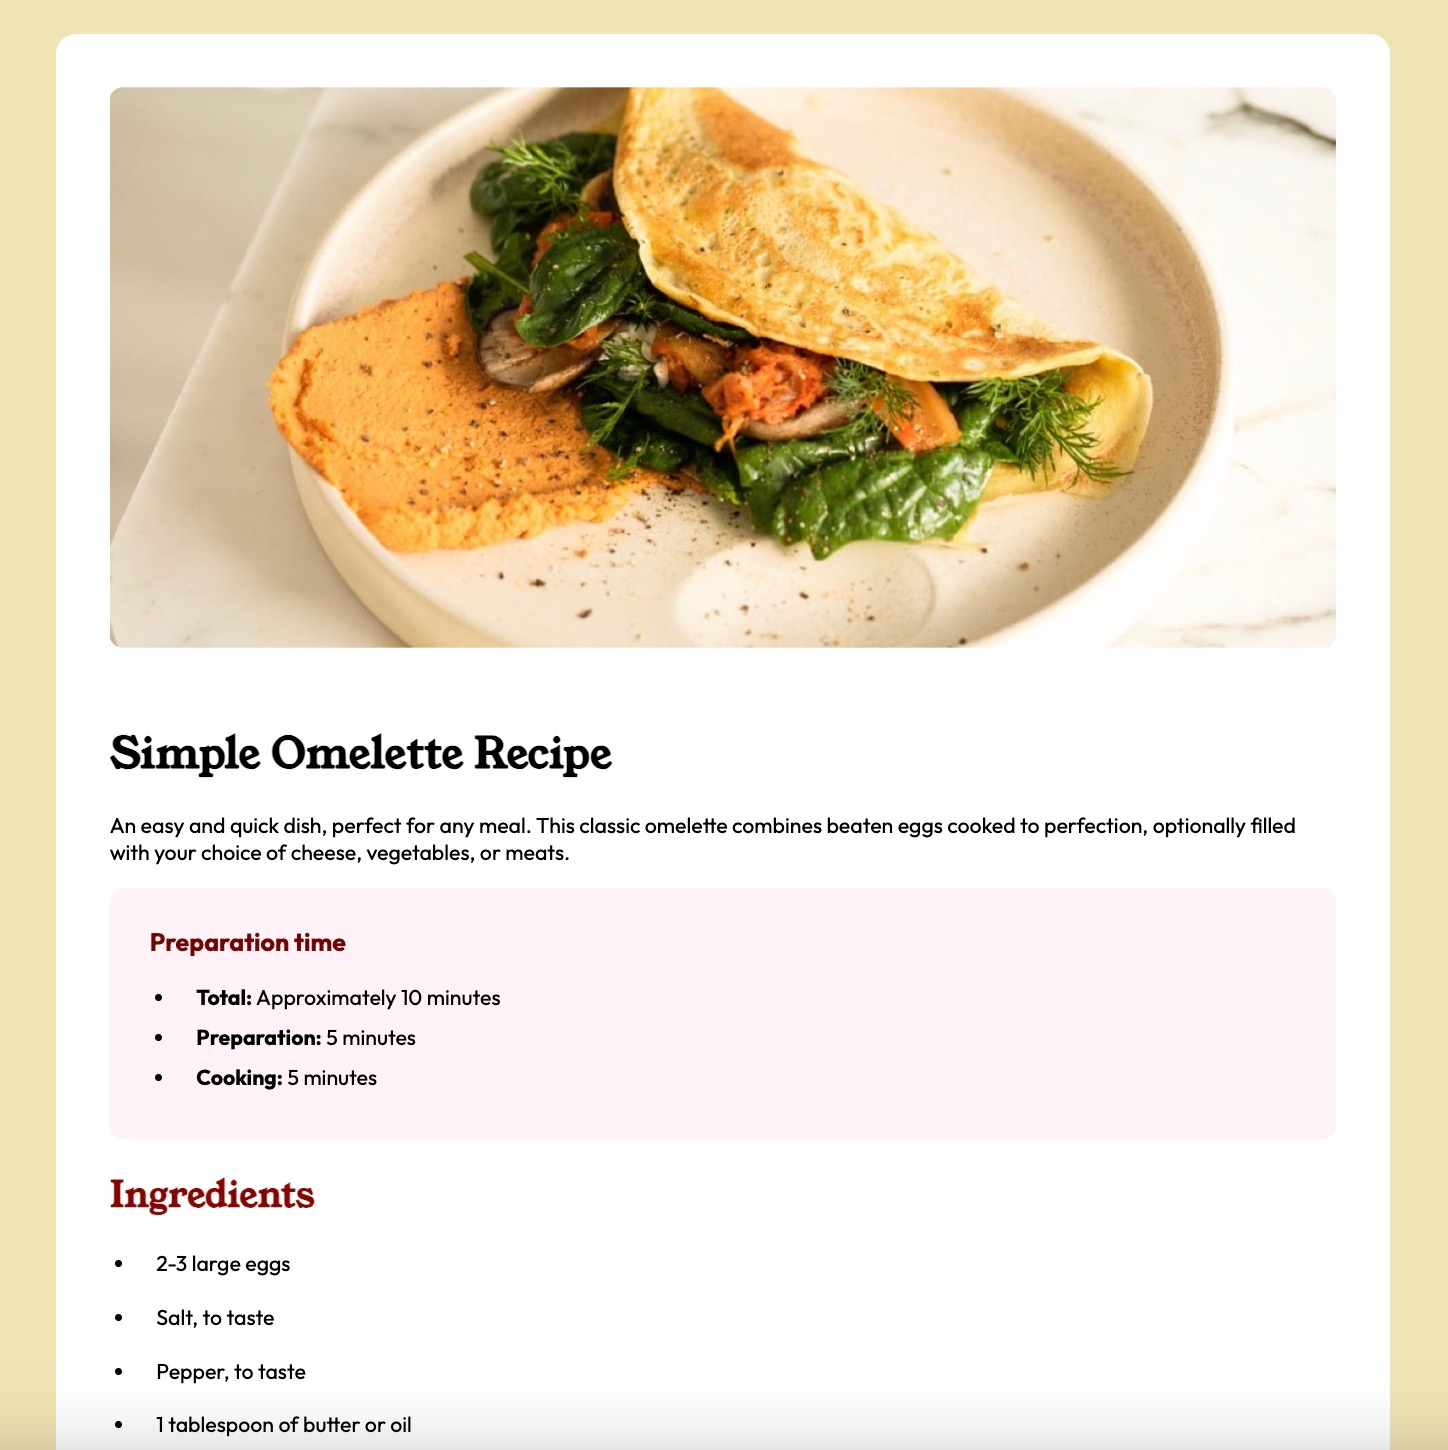 Simple Omelette Recipe
An easy and quick dish, perfect for any meal. This classic omelette combines beaten eggs cooked to perfection, optionally filled
with your choice of cheese, vegetables, or meats.
Preparation time
• Total: Approximately 10 minutes
• Preparation: 5 minutes
• Cooking: 5 minutes
Ingredients
• 2-3 large eggs
• Salt, to taste
• Pepper, to taste
• 1 tablespoon of butter or oil